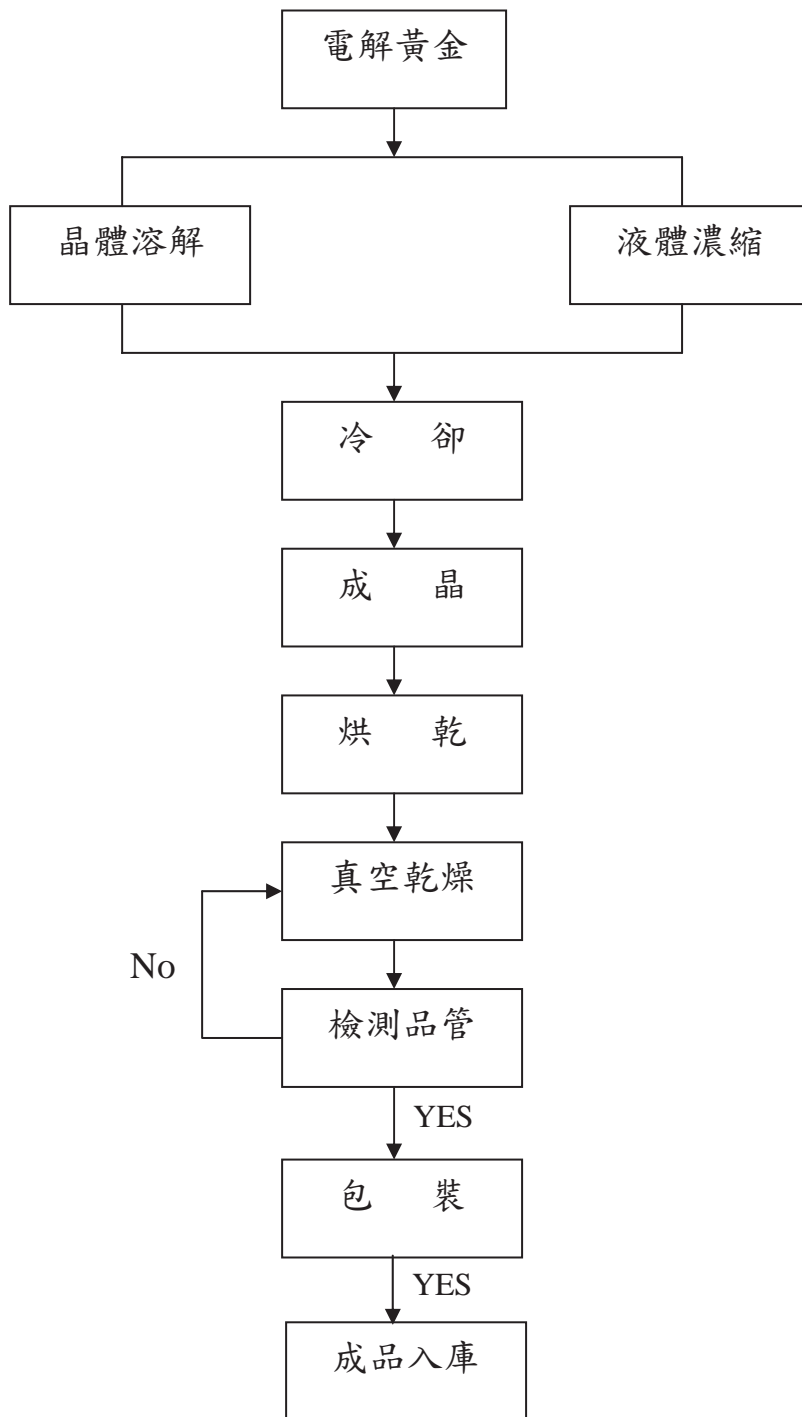 電解黃金
晶體溶解
液體濃縮
冷 卻
成 晶
烘 乾
真空乾燥
No
檢測品管
YES
包 裝
YES
成品入庫